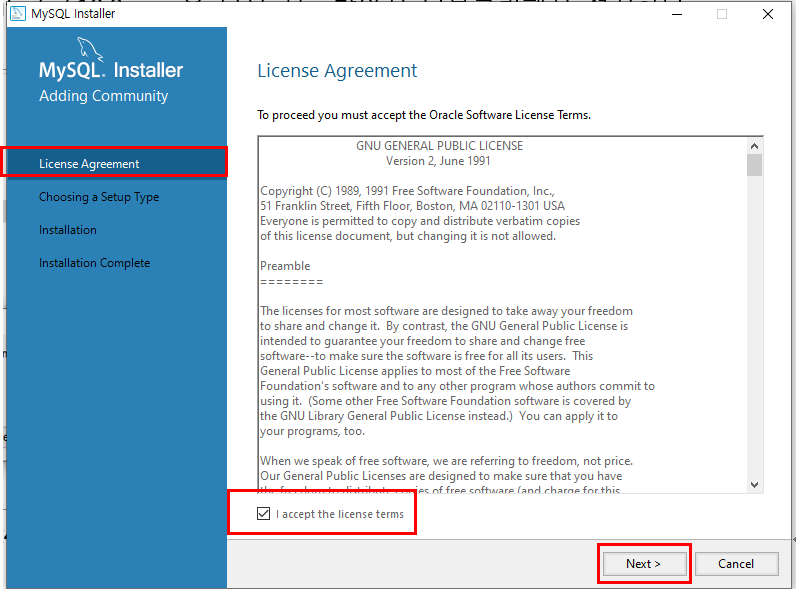 MySQL Installer
MySQL. Installer
Adding Community
License Agreement
Choosing a Setup Type
Installation
Installation Complete
License Agreement
To proceed you must accept the Oracle Software License Terms.
GNU GENERAL PUBLIC LICENSE
Version 2, June 1991
Copyright (C) 1989, 1991 Free Software Foundation, Inc.,
51 Franklin Street, Fifth Floor, Boston, MA 02110-1301 USA
Everyone is permitted to copy and distribute verbatim copies
of this license document, but changing it is not allowed.
Preamble
========
The licenses for most software are designed to take away your freedom
to share and change it. By contrast, the GNU General Public License is
intended to guarantee your freedom to share and change free
software--to make sure the software is free for all its users. This
General Public License applies to most of the Free Software
Foundation's software and to any other program whose authors commit to
using it. (Some other Free Software Foundation software is covered by
the GNU Library General Public License instead.) You can apply it to
your programs, too.
When we speak of free software, we are referring to freedom, not price.
Our General Public Licenses are designed to make sure that you have
the freedom to distribute copies of free software (and charge for this
I accept the license terms
Next >
Cancel